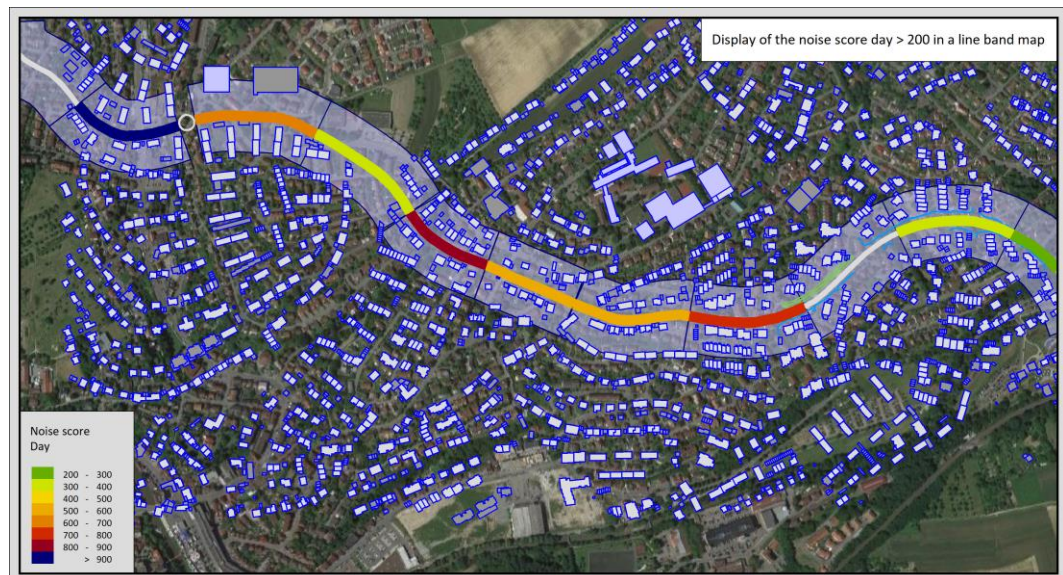 Display of the noise score day > 200 in a line band map
Noise score
Day
200 - 300
300 - 400
400 - 500
500 - 600
600 - 700
700 - 800
800 - 900
> 900